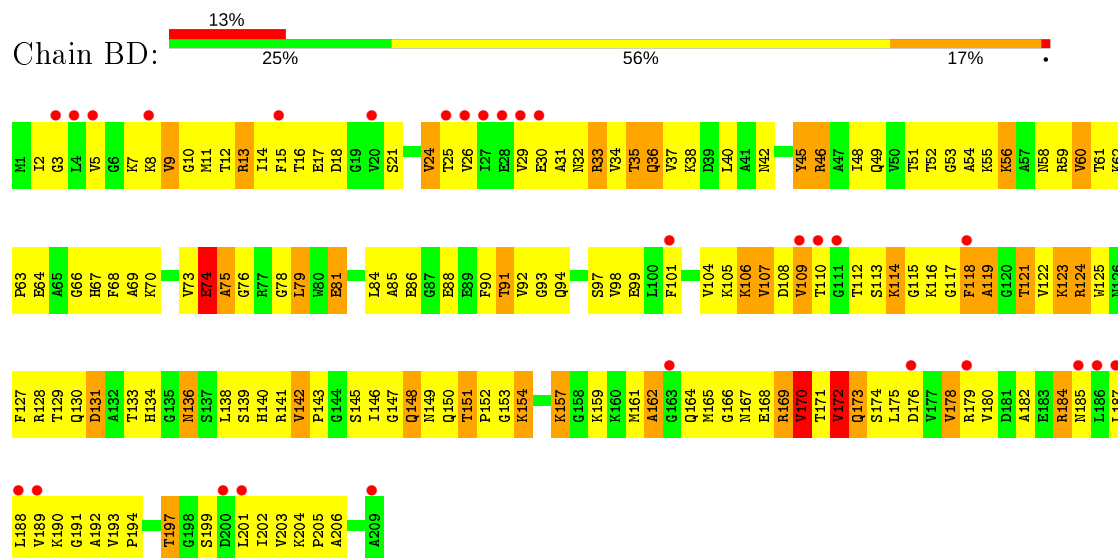 13%
Chain BD:
25% 56% 17% •
M1 I2 G3 L4 V5 G6 K7 K8 V9 G10 M11 T12 R13 I14 F15 T16 E17 D18 G19 V20 S21 V24 T25 V26 I27 E28 V29 E30 A31 N32 R33 V34 T35 Q36 V37 K38 D39 L40 A41 N42 Y45 R46 A47 I48 Q49 V50 T51 T52 G53 A54 K55 K56 A57 N58 R59 V60 T61 K62
P63 E64 A65 G66 H67 F68 A69 K70 V73 E74 A75 G76 R77 G78 L79 W80 E81 L84 A85 E86 G87 E88 E89 F90 T91 V92 G93 Q94 S97 V98 E99 L100 F101 V104 K105 K106 V107 D108 V109 T110 G111 T112 S113 K114 G115 K116 G117 F118 A119 G120 T121 V122 K123 R124 W125 N126
F127 R128 T129 Q130 D131 A132 T133 H134 G135 N136 S137 L138 S139 H140 R141 V142 P143 G144 S145 I146 G147 Q148 N149 Q150 T151 P152 G153 K154 K157 G158 K159 K160 M161 A162 G163 Q164 M165 G166 N167 E168 R169 V170 T171 V172 Q173 S174 L175 D176 V177 V178 R179 V180 D181 A182 E183 R184 N185 L186 L187
L188 V189 K190 G191 A192 V193 P194 T197 G198 S199 D200 L201 I202 V203 K204 P205 A206 A209